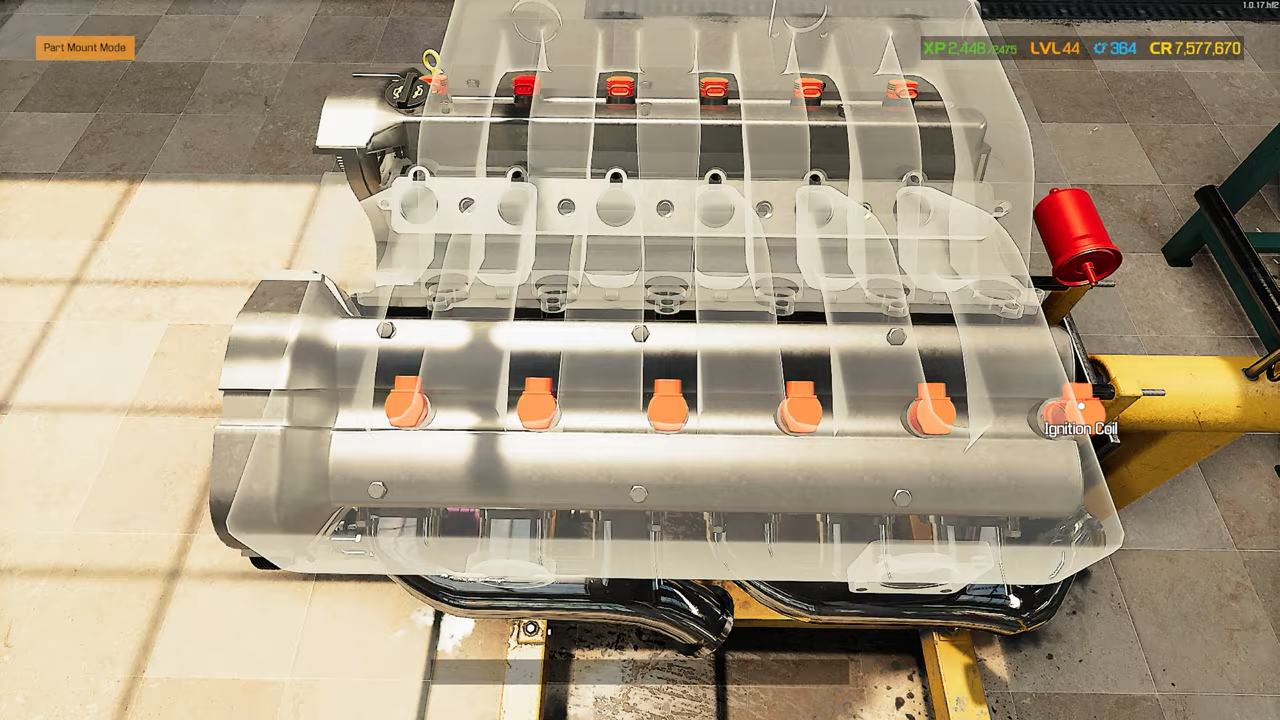 1.0.17.hf2
Part Mount Mode
XP 2,448 /2475 LVL 44 364 CR 7,577,670
Ignition Coil